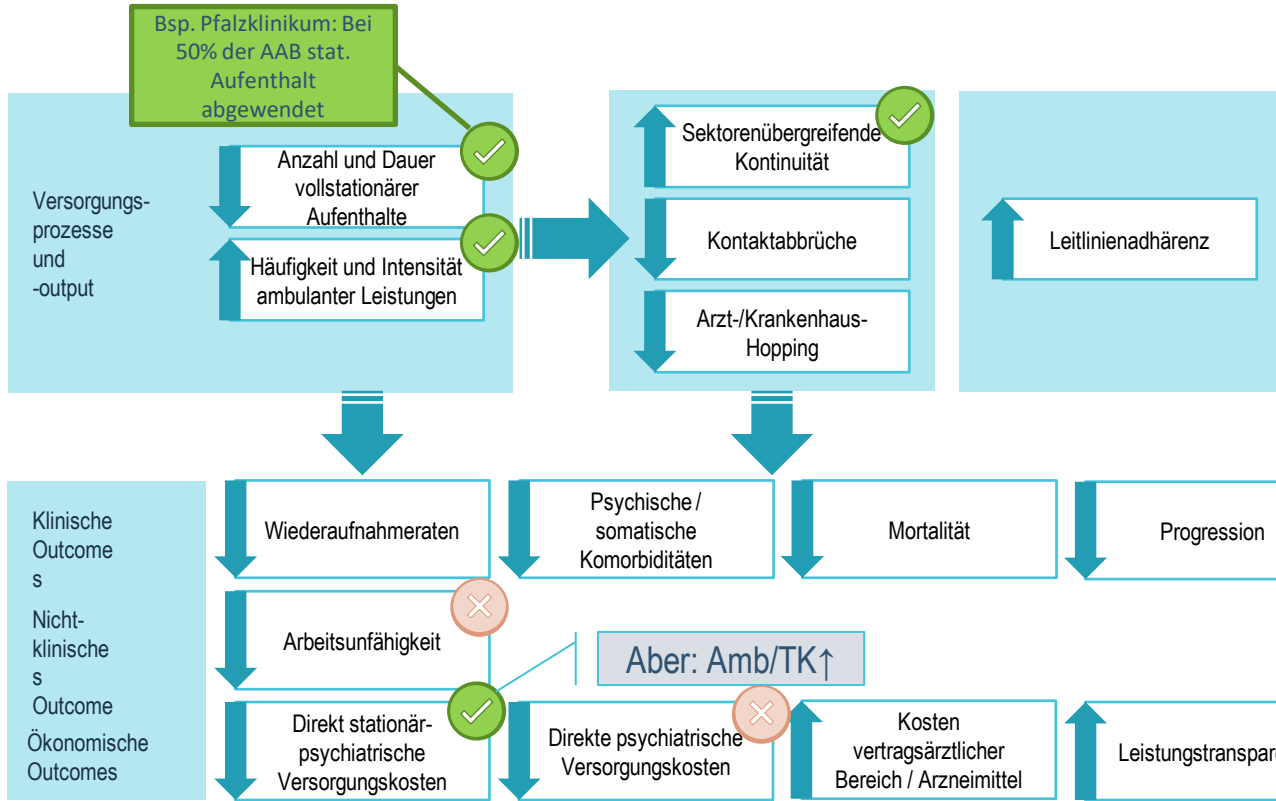 Bsp. Pfalzklinikum: Bei
50% der AAB stat.
Aufenthalt
abgewendet
Versorgungs-
prozesse
und
-output
Anzahl und Dauer
vollstationärer
Aufenthalte
Häufigkeit und Intensität
ambulanter Leistungen
Sektorenübergreifende
Kontinuität
Kontaktabbrüche
Arzt-/Krankenhaus-
Hopping
Leitlinienadhärenz
Klinische
Outcome
s
Wiederaufnahmeraten
Psychische /
somatische
Komorbiditäten
Mortalität
Progression
Nicht-
klinische
s
Outcome
Arbeitsunfähigkeit
Aber: Amb/TK↑
Ökonomische
Outcomes
Direkt stationär-
psychiatrische
Versorgungskosten
Direkte psychiatrische
Versorgungskosten
Kosten
vertragsärztlicher
Bereich / Arzneimittel
Leistungstranspare